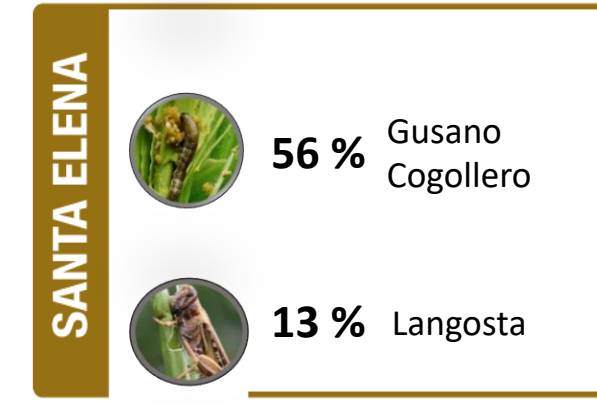 SANTA ELENA
56 %
Gusano
Cogollero
13 % Langosta